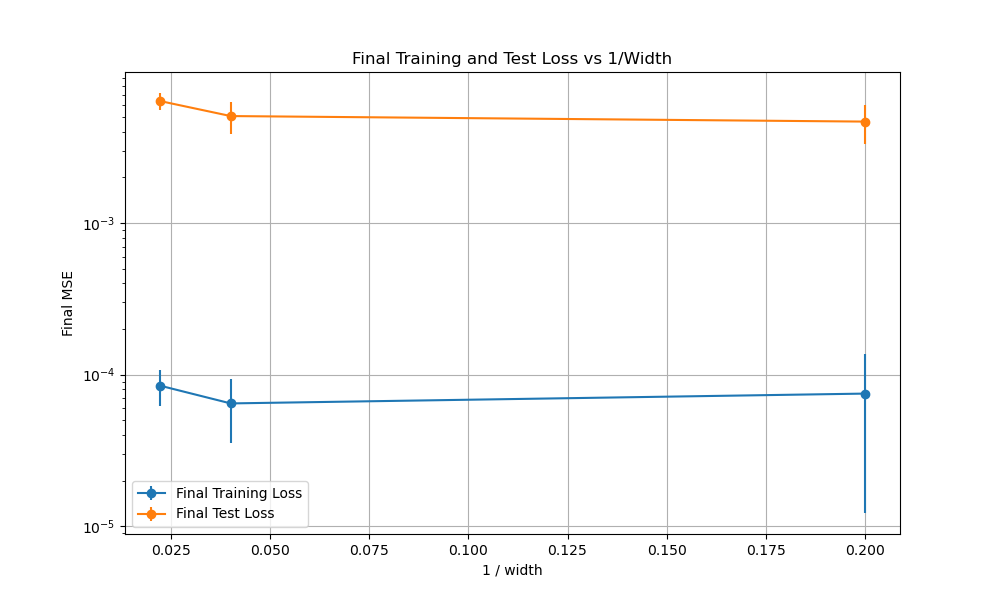 Final Training and Test Loss vs 1/Width
Final MSE
10⁻³
10⁻⁴
10⁻⁵
Final Training Loss
Final Test Loss
0.025 0.050 0.075 0.100 0.125 0.150 0.175 0.200
1 / width